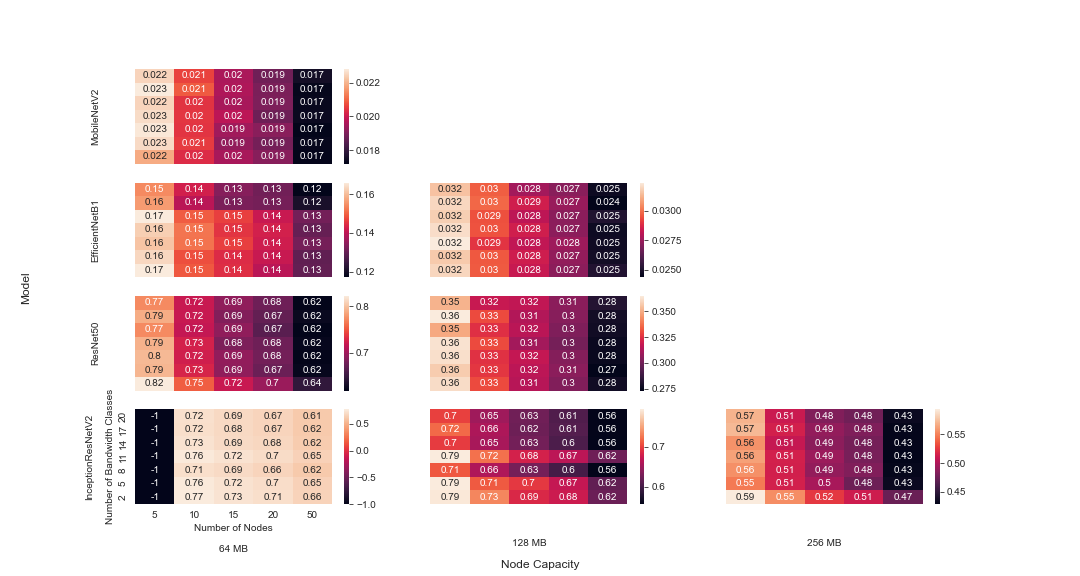 0.022 0.021 0.02 0.019 0.017
0.023 0.021 0.02 0.019 0.017
0.022 0.02 0.02 0.019 0.017
0.023 0.02 0.02 0.019 0.017
0.023 0.02 0.019 0.019 0.017
0.023 0.021 0.019 0.019 0.017
0.022 0.02 0.02 0.019 0.017
0.022
0.020
0.018
MobileNetV2
0.15 0.14 0.13 0.13 0.12
0.16 0.14 0.13 0.13 0.12
0.17 0.15 0.15 0.14 0.13
0.16 0.15 0.15 0.14 0.13
0.16 0.15 0.15 0.14 0.13
0.16 0.15 0.14 0.14 0.13
0.17 0.15 0.14 0.14 0.13
0.16
0.14
0.12
EfficientNetB1
0.032 0.03 0.028 0.027 0.025
0.032 0.03 0.029 0.027 0.024
0.032 0.029 0.028 0.027 0.025
0.032 0.03 0.028 0.027 0.025
0.032 0.029 0.028 0.028 0.025
0.032 0.03 0.028 0.027 0.025
0.032 0.03 0.028 0.027 0.025
0.0300
0.0275
0.0250
Model
0.77 0.72 0.69 0.68 0.62
0.79 0.72 0.69 0.67 0.62
0.77 0.72 0.69 0.67 0.62
0.79 0.73 0.68 0.68 0.62
0.8 0.72 0.69 0.68 0.62
0.79 0.73 0.69 0.67 0.62
0.82 0.75 0.72 0.7 0.64
0.8
0.7
ResNet50
0.35 0.32 0.32 0.31 0.28
0.36 0.33 0.31 0.3 0.28
0.35 0.33 0.32 0.3 0.28
0.36 0.33 0.31 0.3 0.28
0.36 0.33 0.32 0.3 0.28
0.36 0.33 0.32 0.3 0.27
0.36 0.33 0.31 0.3 0.28
0.350
0.325
0.300
0.275
InceptionResNetV2
Number of Bandwidth Classes
2 5 8 11 14 17 20
-1 0.72 0.69 0.67 0.61
-1 0.72 0.68 0.67 0.62
-1 0.73 0.69 0.68 0.62
-1 0.76 0.72 0.7 0.65
-1 0.71 0.69 0.66 0.62
-1 0.76 0.72 0.7 0.65
-1 0.77 0.73 0.71 0.66
0.5
0.0
−0.5
−1.0
5 10 15 20 50
Number of Nodes
64 MB
0.7 0.65 0.63 0.61 0.56
0.72 0.66 0.62 0.61 0.56
0.7 0.65 0.63 0.6 0.56
0.79 0.72 0.68 0.67 0.62
0.71 0.66 0.63 0.6 0.56
0.79 0.71 0.7 0.67 0.62
0.79 0.73 0.69 0.68 0.62
0.7
0.6
128 MB
0.57 0.51 0.48 0.48 0.43
0.57 0.51 0.49 0.48 0.43
0.56 0.51 0.49 0.48 0.43
0.56 0.51 0.49 0.48 0.43
0.56 0.51 0.49 0.48 0.43
0.55 0.51 0.5 0.48 0.43
0.59 0.55 0.52 0.51 0.47
0.55
0.50
0.45
256 MB
Node Capacity